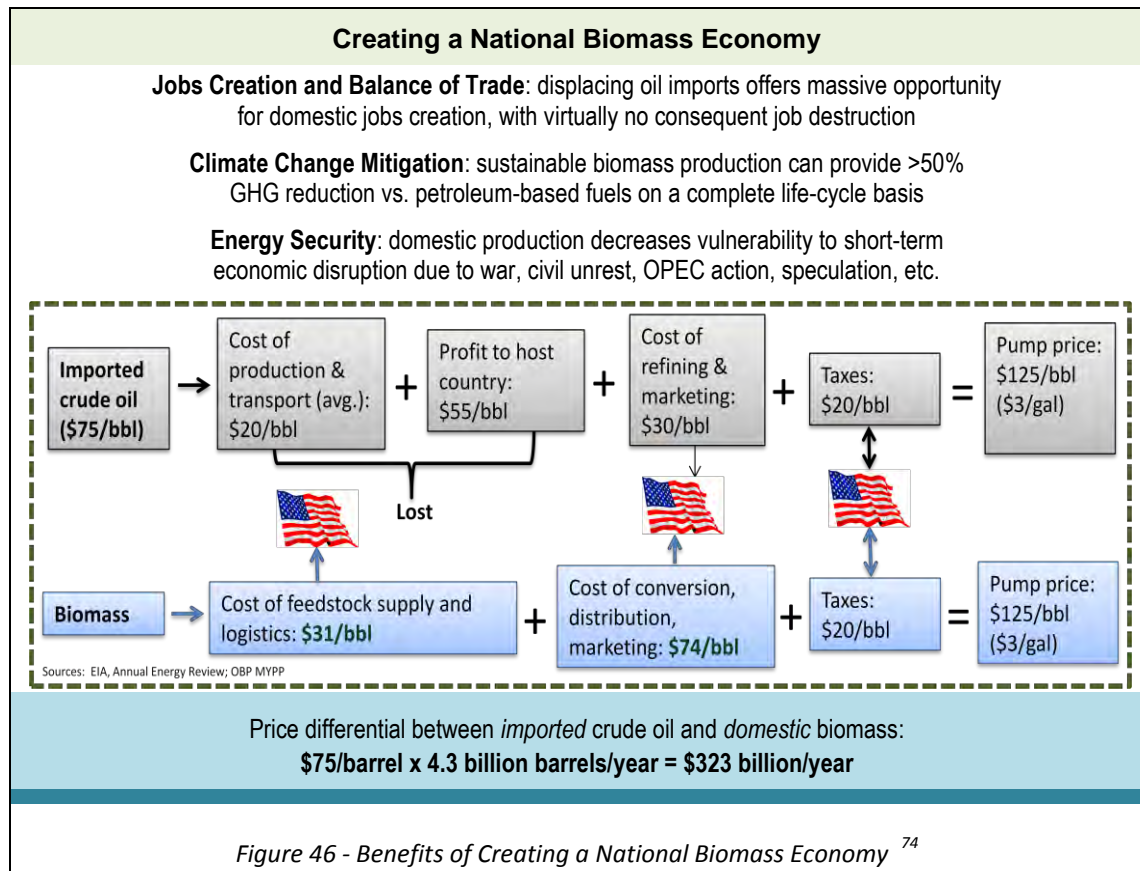 Creating a National Biomass Economy
Jobs Creation and Balance of Trade: displacing oil imports offers massive opportunity
for domestic jobs creation, with virtually no consequent job destruction
Climate Change Mitigation: sustainable biomass production can provide >50%
GHG reduction vs. petroleum-based fuels on a complete life-cycle basis
Energy Security: domestic production decreases vulnerability to short-term
economic disruption due to war, civil unrest, OPEC action, speculation, etc.
Imported
crude oil
($75/bbl)
Cost of
production &
transport (avg.):
$20/bbl
+
Profit to host
country:
$55/bbl
+
Cost of
refining &
marketing:
$30/bbl
+
Taxes:
$20/bbl
=
Pump price:
$125/bbl
($3/gal)
Lost
Biomass
Cost of feedstock supply and
logistics: $31/bbl
+
Cost of conversion,
distribution,
marketing: $74/bbl
+
Taxes:
$20/bbl
=
Pump price:
$125/bbl
($3/gal)
Sources: EIA, Annual Energy Review; OBP MYPP
Price differential between imported crude oil and domestic biomass:
$75/barrel x 4.3 billion barrels/year = $323 billion/year
Figure 46 - Benefits of Creating a National Biomass Economy 74